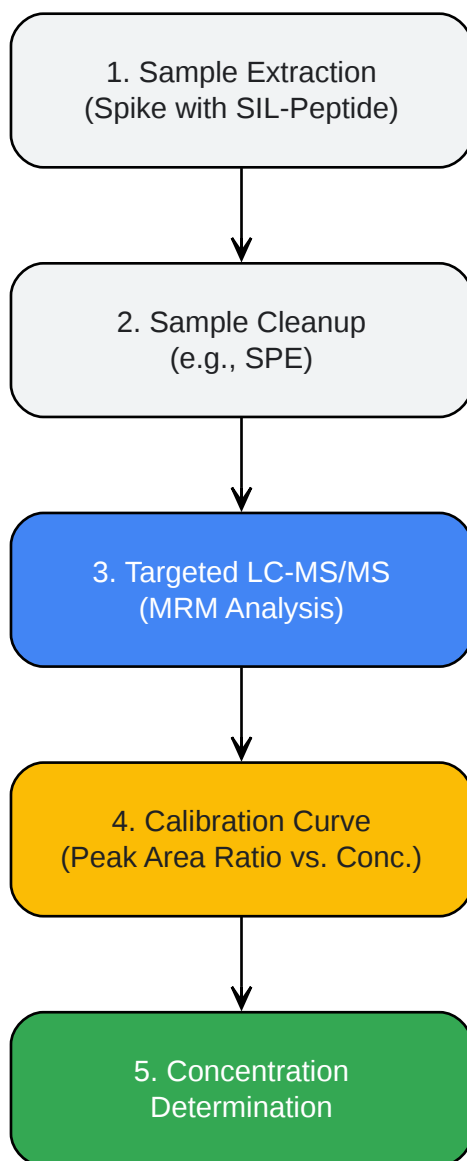 1. Sample Extraction
(Spike with SIL-Peptide)
2. Sample Cleanup
(e.g., SPE)
3. Targeted LC-MS/MS
(MRM Analysis)
4. Calibration Curve
(Peak Area Ratio vs. Conc.)
5. Concentration
Determination